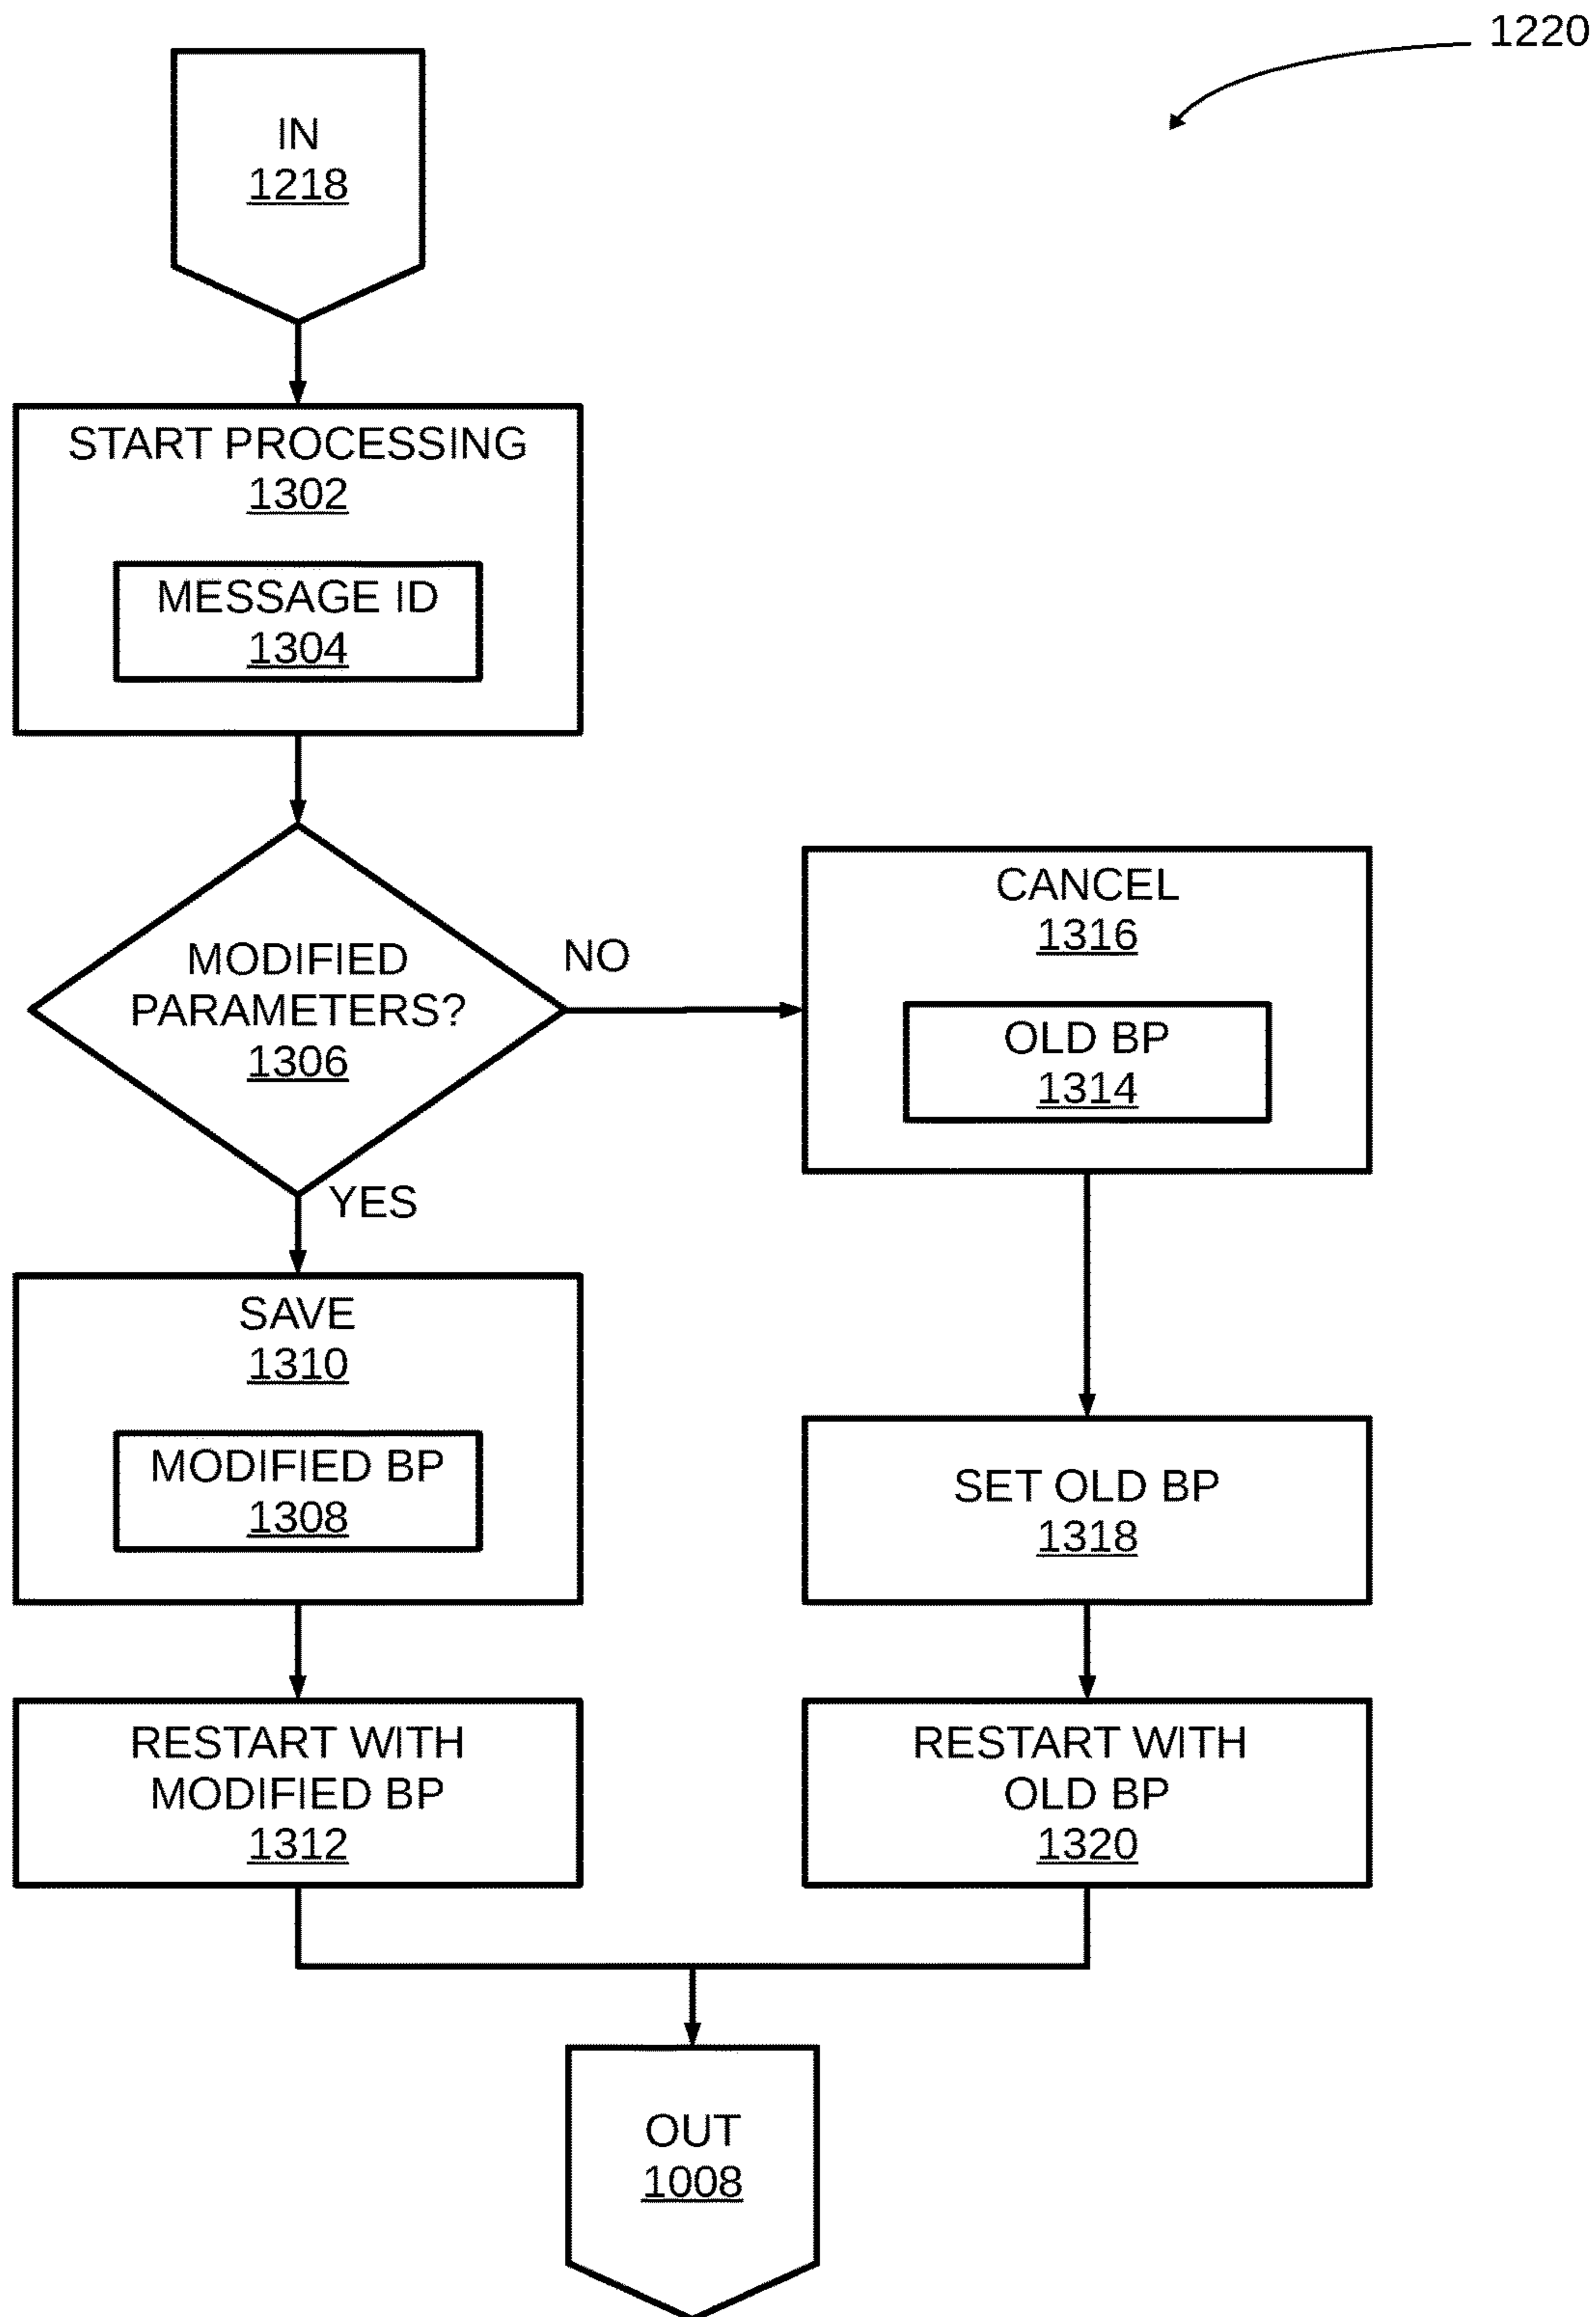 1220
IN
1218
START PROCESSING
1302
MESSAGE ID
1304
MODIFIED
PARAMETERS?
1306
NO
YES
CANCEL
1316
OLD BP
1314
SAVE
1310
MODIFIED BP
1308
SET OLD BP
1318
RESTART WITH
MODIFIED BP
1312
RESTART WITH
OLD BP
1320
OUT
1008